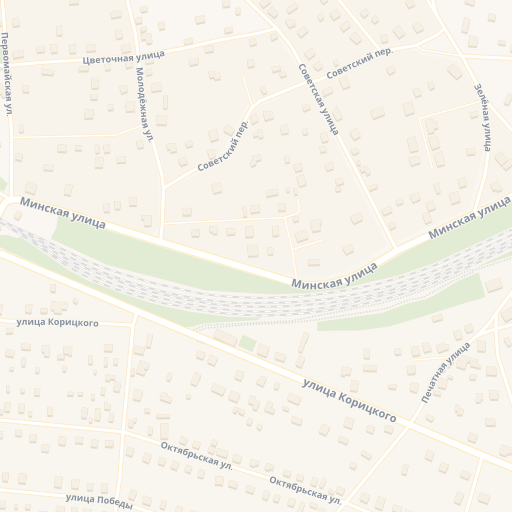 Первомайская ул.
Цветочная улица
Молодёжная ул.
Советский пер.
Советская улица
Советский пер.
Зелёная улица
Минская улица
Минская улица
Минская улица
улица Корицкого
улица Корицкого
Печатная улица
Октябрьская ул.
Октябрьская ул.
улица Победы